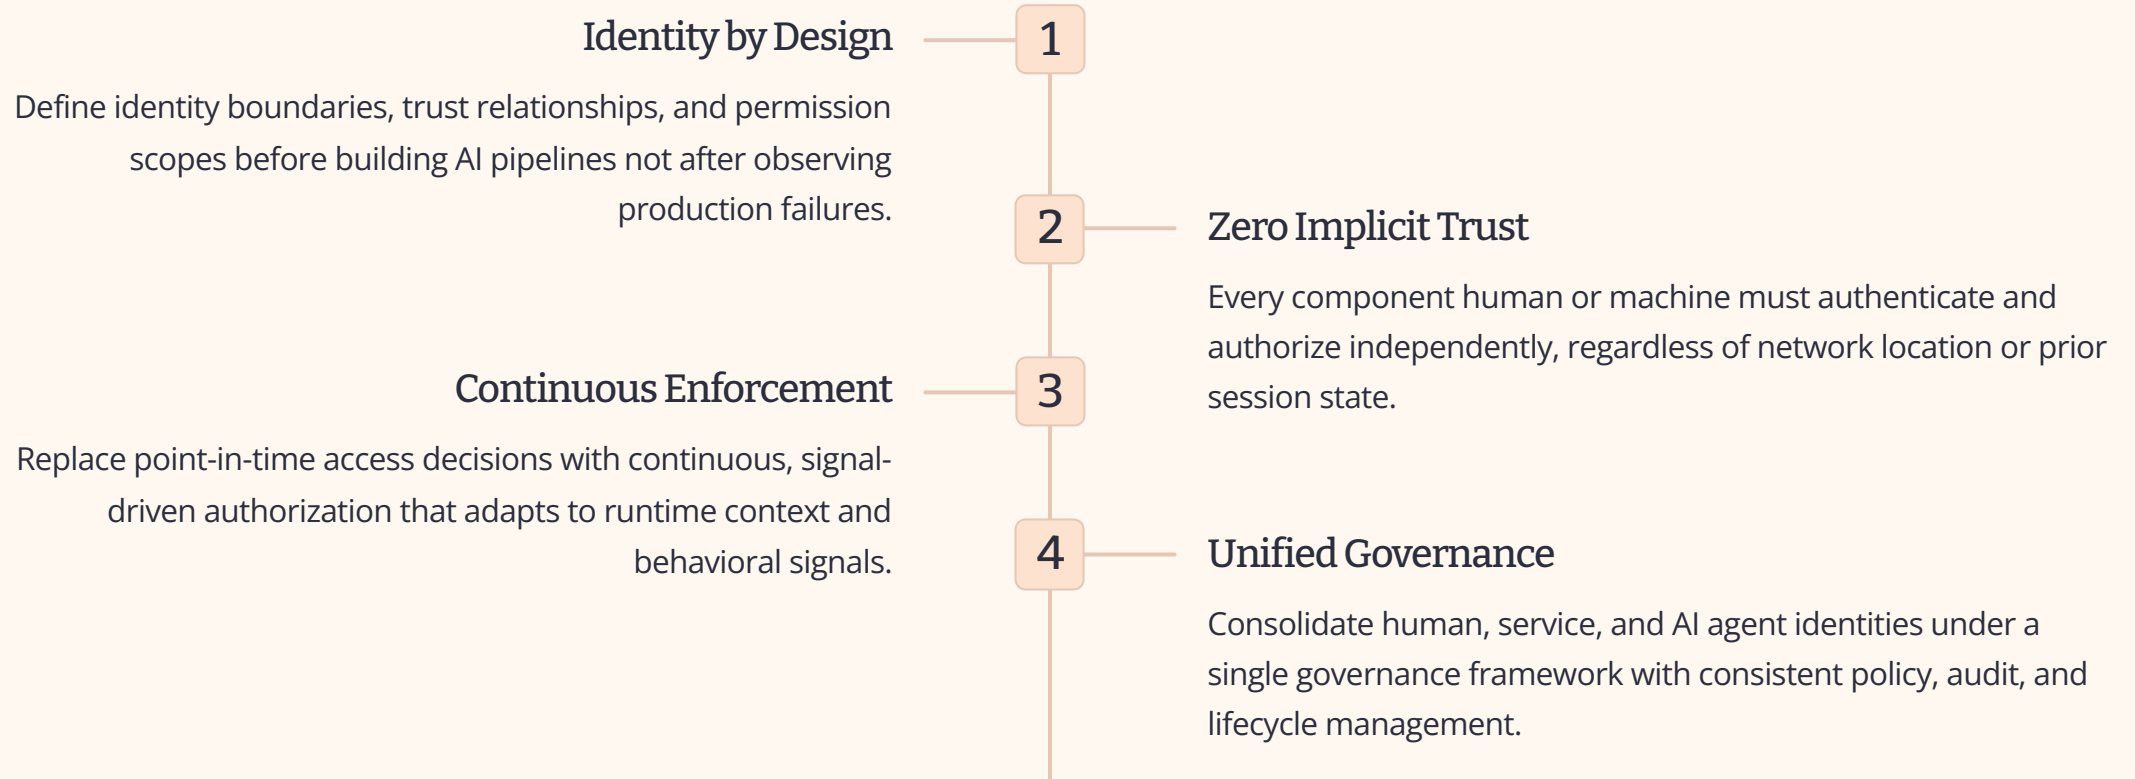 Identity by Design
1
Define identity boundaries, trust relationships, and permission
scopes before building AI pipelines not after observing
production failures.
2
Zero Implicit Trust
Every component human or machine must authenticate and
authorize independently, regardless of network location or prior
session state.
Continuous Enforcement
3
Replace point-in-time access decisions with continuous, signal-
driven authorization that adapts to runtime context and
behavioral signals.
4
Unified Governance
Consolidate human, service, and AI agent identities under a
single governance framework with consistent policy, audit, and
lifecycle management.